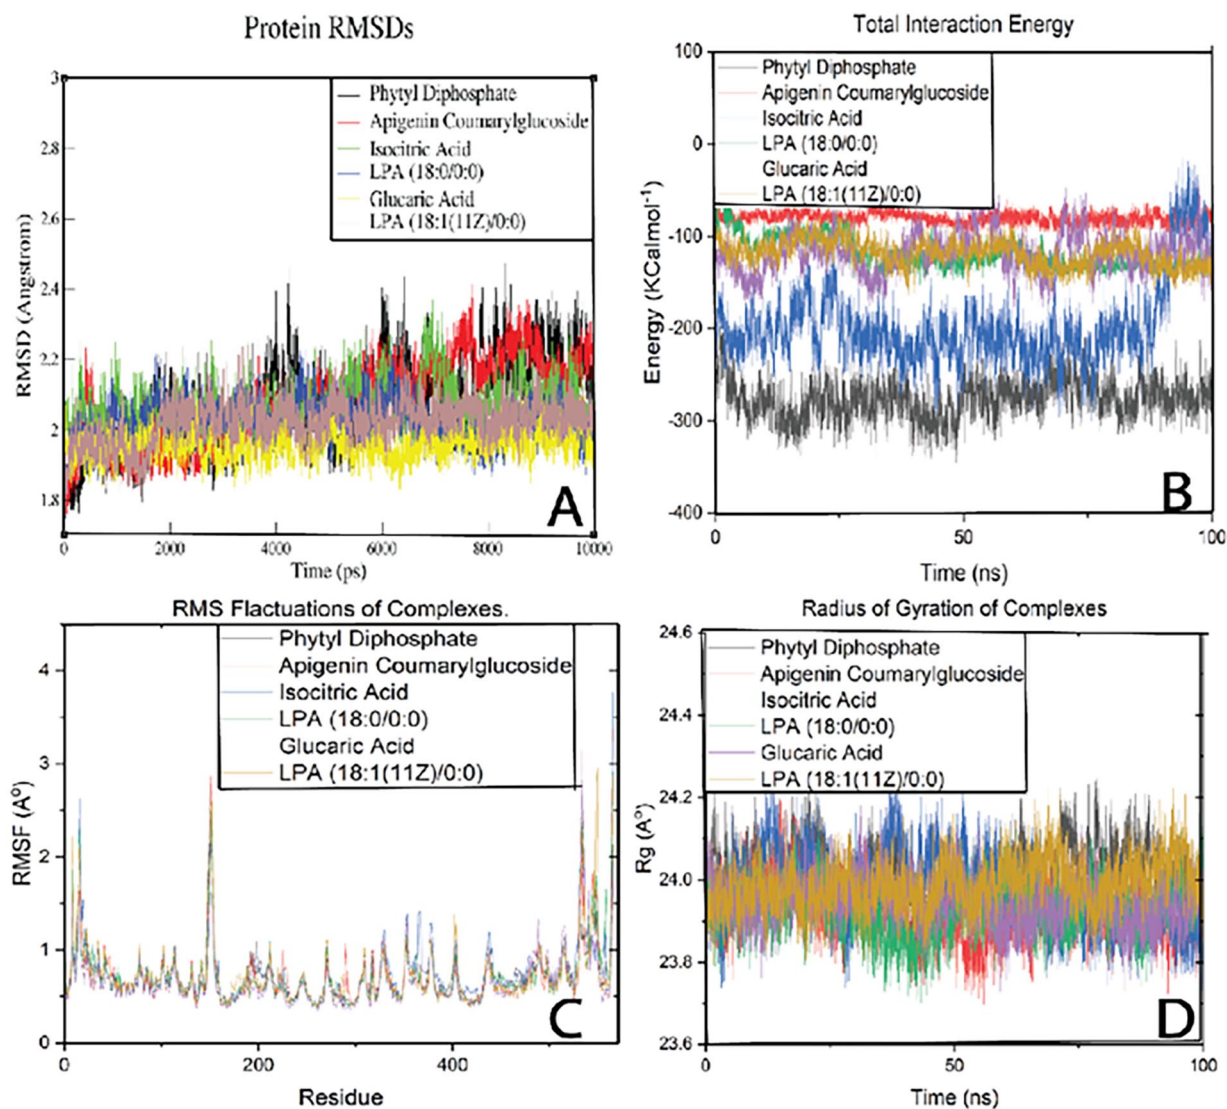 Protein RMSDs
3
2.8
2.6
2.4
2.2
2
1.8
RMSD (Angstrom)
Phytyl Diphosphate
Apigenin Coumarylglucoside
Isocitric Acid
LPA (18:0/0:0)
Glucaric Acid
LPA (18:1(11Z)/0:0)
A
0
2000
4000
6000
8000
10000
Time (ps)
Total Interaction Energy
100
0
-100
-200
-300
-400
Energy (KCalmol⁻¹)
Phytyl Diphosphate
Apigenin Coumarylglucoside
Isocitric Acid
LPA (18:0/0:0)
Glucaric Acid
LPA (18:1(11Z)/0:0)
B
0
50
100
Time (ns)
RMS Flactuations of Complexes.
4
3
2
1
0
RMSF (A⁰)
Phytyl Diphosphate
Apigenin Coumarylglucoside
Isocitric Acid
LPA (18:0/0:0)
Glucaric Acid
LPA (18:1(11Z)/0:0)
C
0
200
400
Residue
Radius of Gyration of Complexes
24.6
24.4
24.2
24.0
23.8
23.6
Rg (A⁰)
Phytyl Diphosphate
Apigenin Coumarylglucoside
Isocitric Acid
LPA (18:0/0:0)
Glucaric Acid
LPA (18:1(11Z)/0:0)
D
0
50
100
Time (ns)